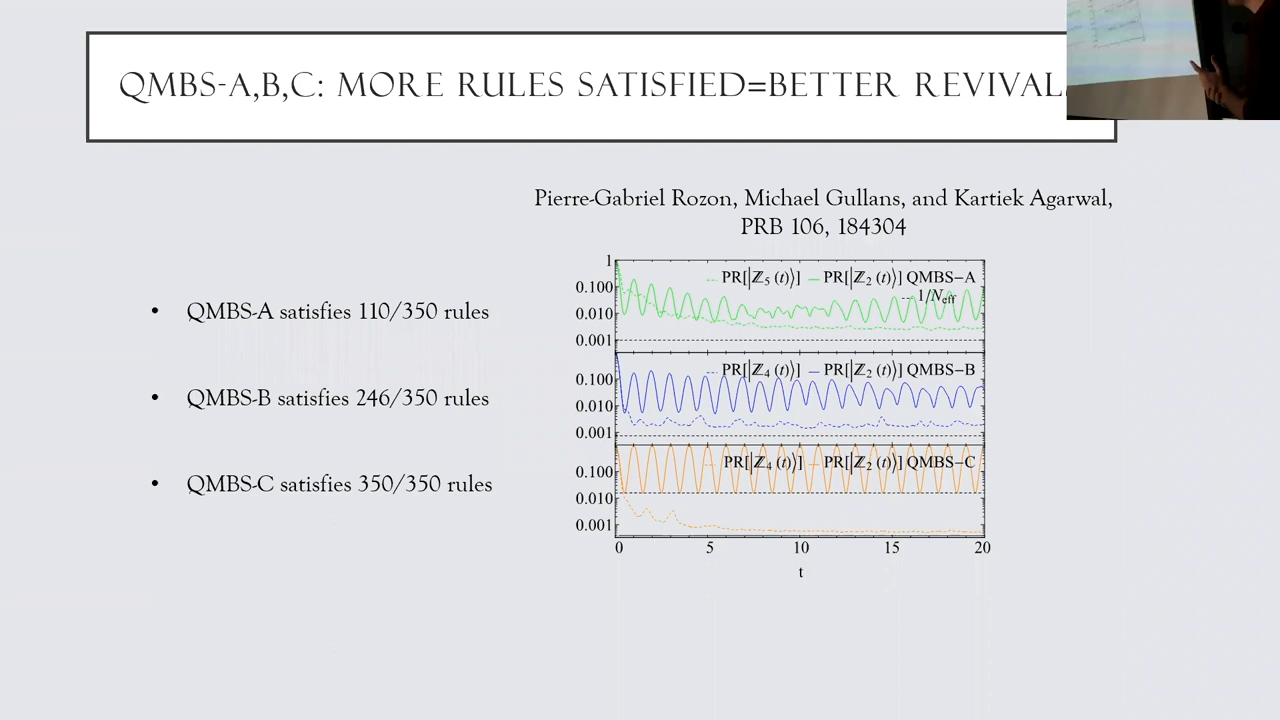 QMBS-A,B,C: MORE RULES SATISFIED=BETTER REVIVAL
Pierre-Gabriel Rozon, Michael Gullans, and Kartiek Agarwal,
PRB 106, 184304
• QMBS-A satisfies 110/350 rules
• QMBS-B satisfies 246/350 rules
• QMBS-C satisfies 350/350 rules
PR[|ℤ5 (t)⟩] PR[|ℤ2 (t)⟩] QMBS−A
1/Neff
1
0.100
0.010
0.001
PR[|ℤ4 (t)⟩] PR[|ℤ2 (t)⟩] QMBS−B
0.100
0.010
0.001
PR[|ℤ4 (t)⟩] PR[|ℤ2 (t)⟩] QMBS−C
0.100
0.010
0.001
0 5 10 15 20
t